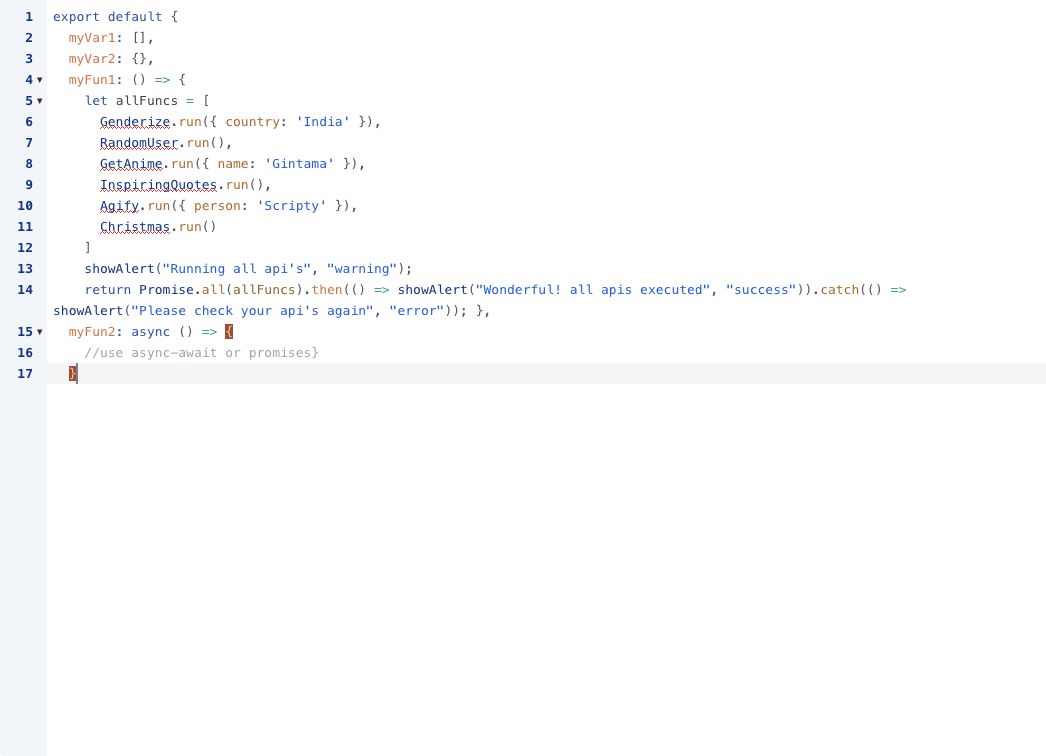 1 export default {
2 myVar1: [],
3 myVar2: {},
4 myFun1: () => {
5 let allFuncs = [
6 Genderize.run({ country: 'India' }),
7 RandomUser.run(),
8 GetAnime.run({ name: 'Gintama' }),
9 InspiringQuotes.run(),
10 Agify.run({ person: 'Scripty' }),
11 Christmas.run()
12 ]
13 showAlert("Running all api's", "warning");
14 return Promise.all(allFuncs).then(() => showAlert("Wonderful! all apis executed", "success")).catch(() =>
showAlert("Please check your api's again", "error")); },
15 myFun2: async () => {
16 //use async-await or promises}
17 }